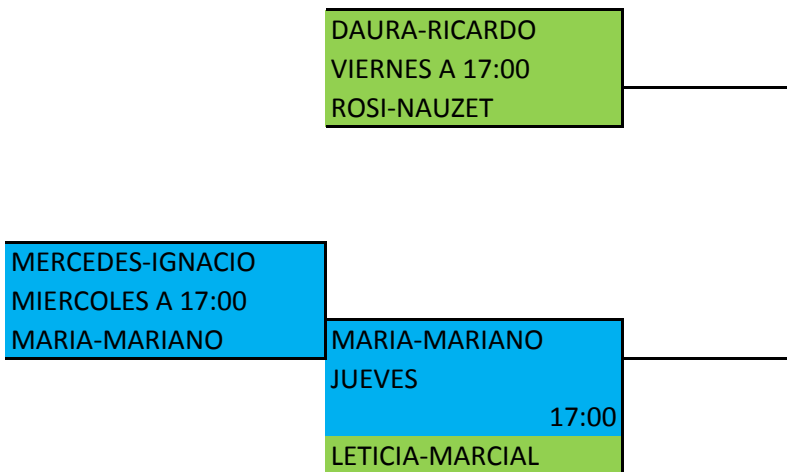 DAURA-RICARDO
VIERNES A 17:00
ROSI-NAUZET
MERCEDES-IGNACIO
MIERCOLES A 17:00
MARIA-MARIANO
MARIA-MARIANO
JUEVES
17:00
LETICIA-MARCIAL